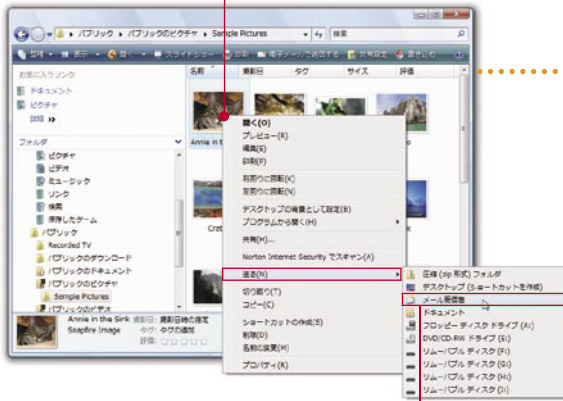 パブリック ▸ パブリックのピクチャ ▸ Sample Pictures
検索
整理 表示 開く スライドショー 印刷 電子メールで送信する 共有設定 書き込む
お気に入りリンク
ドキュメント
ピクチャ
詳細
フォルダ
ピクチャ
ビデオ
ミュージック
リンク
検索
保存したゲーム
パブリック
Recorded TV
パブリックのダウンロード
パブリックのドキュメント
パブリックのピクチャ
Sample Pictures
パブリックのビデオ
名前 撮影日 タグ サイズ 評価
Annie in t
Crat
開く(O)
プレビュー(R)
編集(E)
印刷(P)
右回りに回転(K)
左回りに回転(N)
デスクトップの背景として設定(B)
プログラムから開く(H)
共有(H)...
Norton Internet Security でスキャン(A)
送る(N)
切り取り(T)
コピー(C)
ショートカットの作成(S)
削除(D)
名前の変更(M)
プロパティ(R)
圧縮 (zip 形式) フォルダ
デスクトップ (ショートカットを作成)
メール受信者
ドキュメント
フロッピー ディスク ドライブ (A:)
DVD/CD-RW ドライブ (E:)
リムーバブル ディスク (F:)
リムーバブル ディスク (G:)
リムーバブル ディスク (H:)
リムーバブル ディスク (I:)
Annie in the Sink 撮影日: 撮影日時の指定
Snapfire Image タグ: タグの追加
評価: ☆☆☆☆☆